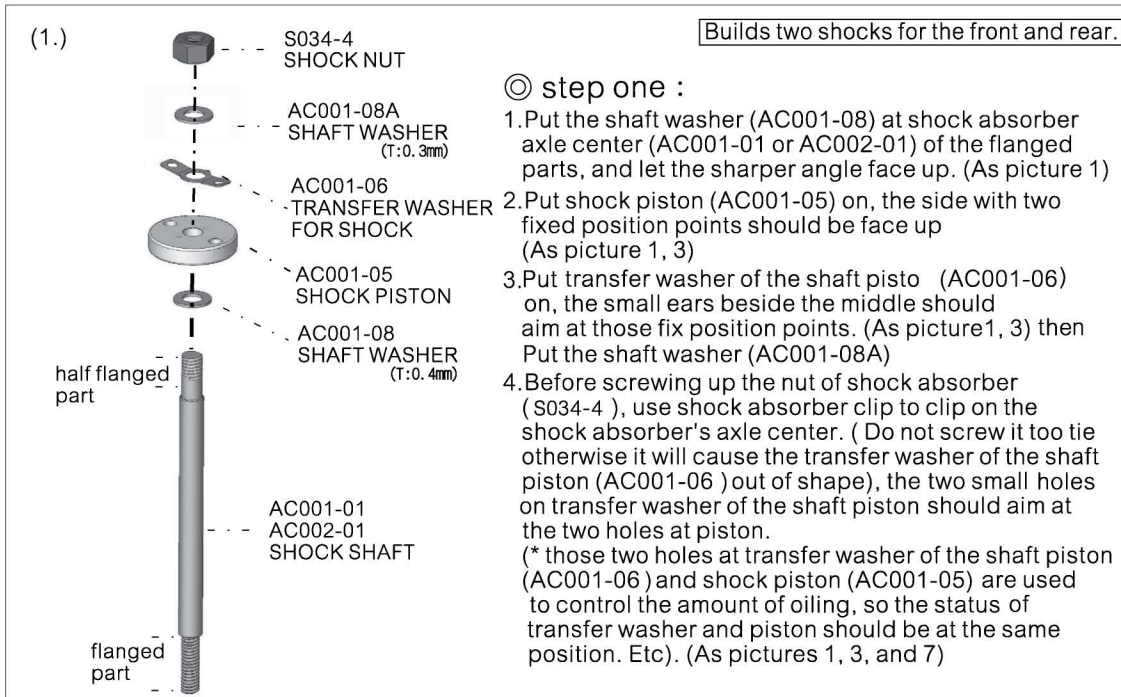 (1.)
Builds two shocks for the front and rear.
S034-4
SHOCK NUT
AC001-08A
SHAFT WASHER
(T:0.3mm)
AC001-06
TRANSFER WASHER
FOR SHOCK
AC001-05
SHOCK PISTON
AC001-08
SHAFT WASHER
(T:0.4mm)
half flanged
part
AC001-01
AC002-01
SHOCK SHAFT
flanged
part
◎ step one :
1.Put the shaft washer (AC001-08) at shock absorber
axle center (AC001-01 or AC002-01) of the flanged
parts, and let the sharper angle face up. (As picture 1)
2.Put shock piston (AC001-05) on, the side with two
fixed position points should be face up
(As picture 1, 3)
3.Put transfer washer of the shaft pisto (AC001-06)
on, the small ears beside the middle should
aim at those fix position points. (As picture1, 3) then
Put the shaft washer (AC001-08A)
4.Before screwing up the nut of shock absorber
(S034-4 ), use shock absorber clip to clip on the
shock absorber's axle center. ( Do not screw it too tie
otherwise it will cause the transfer washer of the shaft
piston (AC001-06 ) out of shape), the two small holes
on transfer washer of the shaft piston should aim at
the two holes at piston.
(* those two holes at transfer washer of the shaft piston
(AC001-06 ) and shock piston (AC001-05) are used
to control the amount of oiling, so the status of
transfer washer and piston should be at the same
position. Etc). (As pictures 1, 3, and 7)